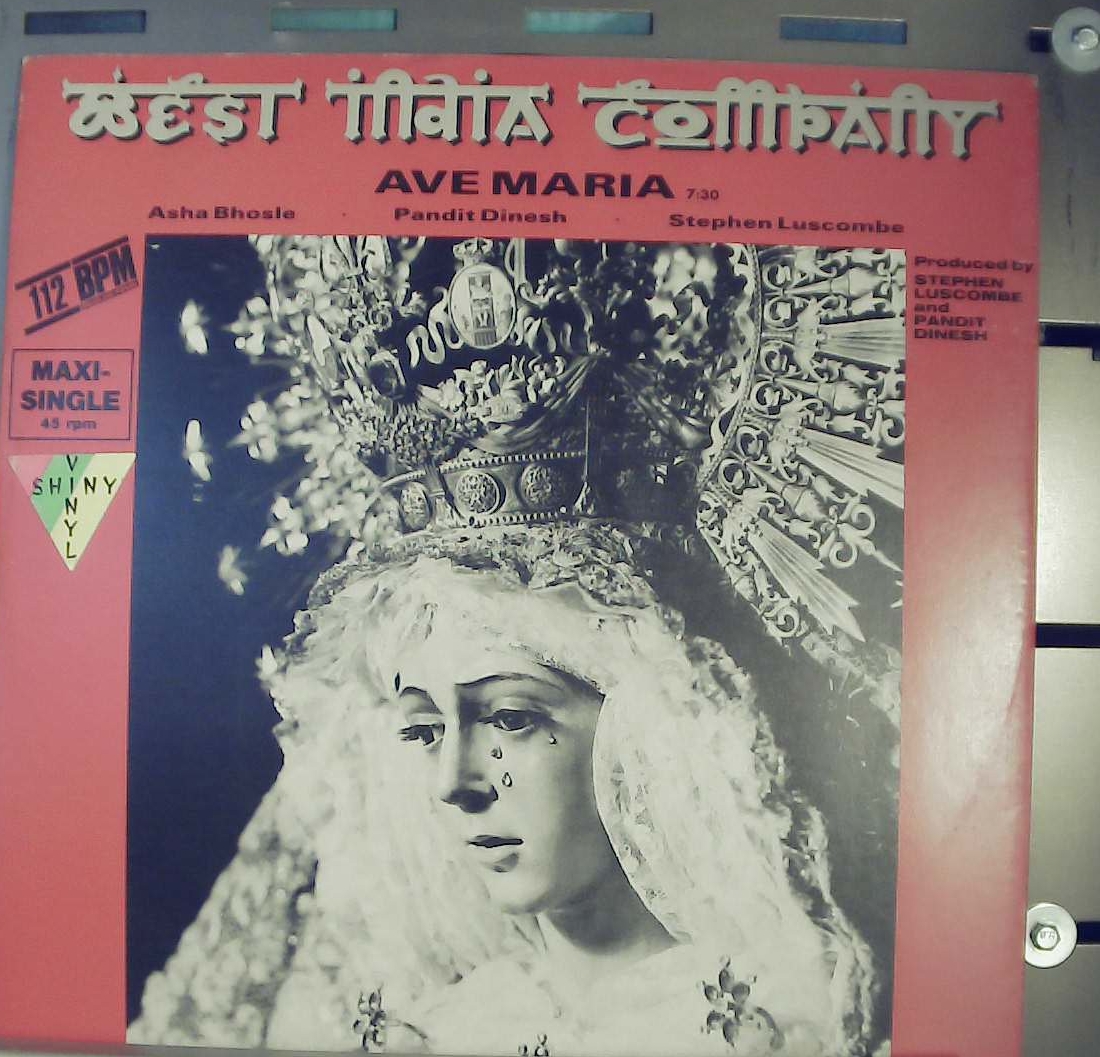 WEST INDIA COMPANY
AVE MARIA 7:30
Asha Bhosle · Pandit Dinesh · Stephen Luscombe
112 BPM
Produced by
STEPHEN
LUSCOMBE
and
PANDIT
DINESH
MAXI-
SINGLE
45 rpm
SHINY
VINYL